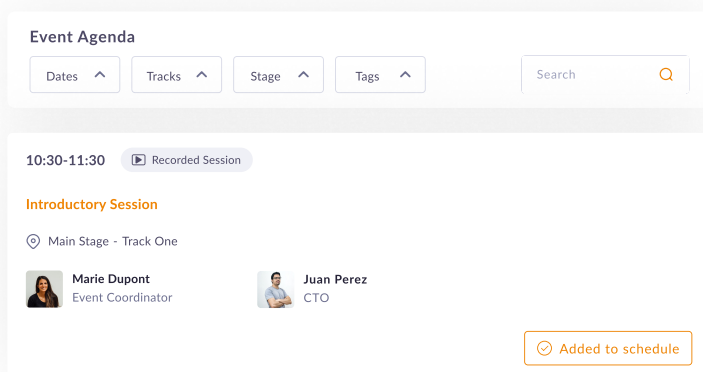 Event Agenda
Dates Tracks Stage Tags Search
10:30-11:30 Recorded Session
Introductory Session
Main Stage - Track One
Marie Dupont Juan Perez
Event Coordinator CTO
Added to schedule